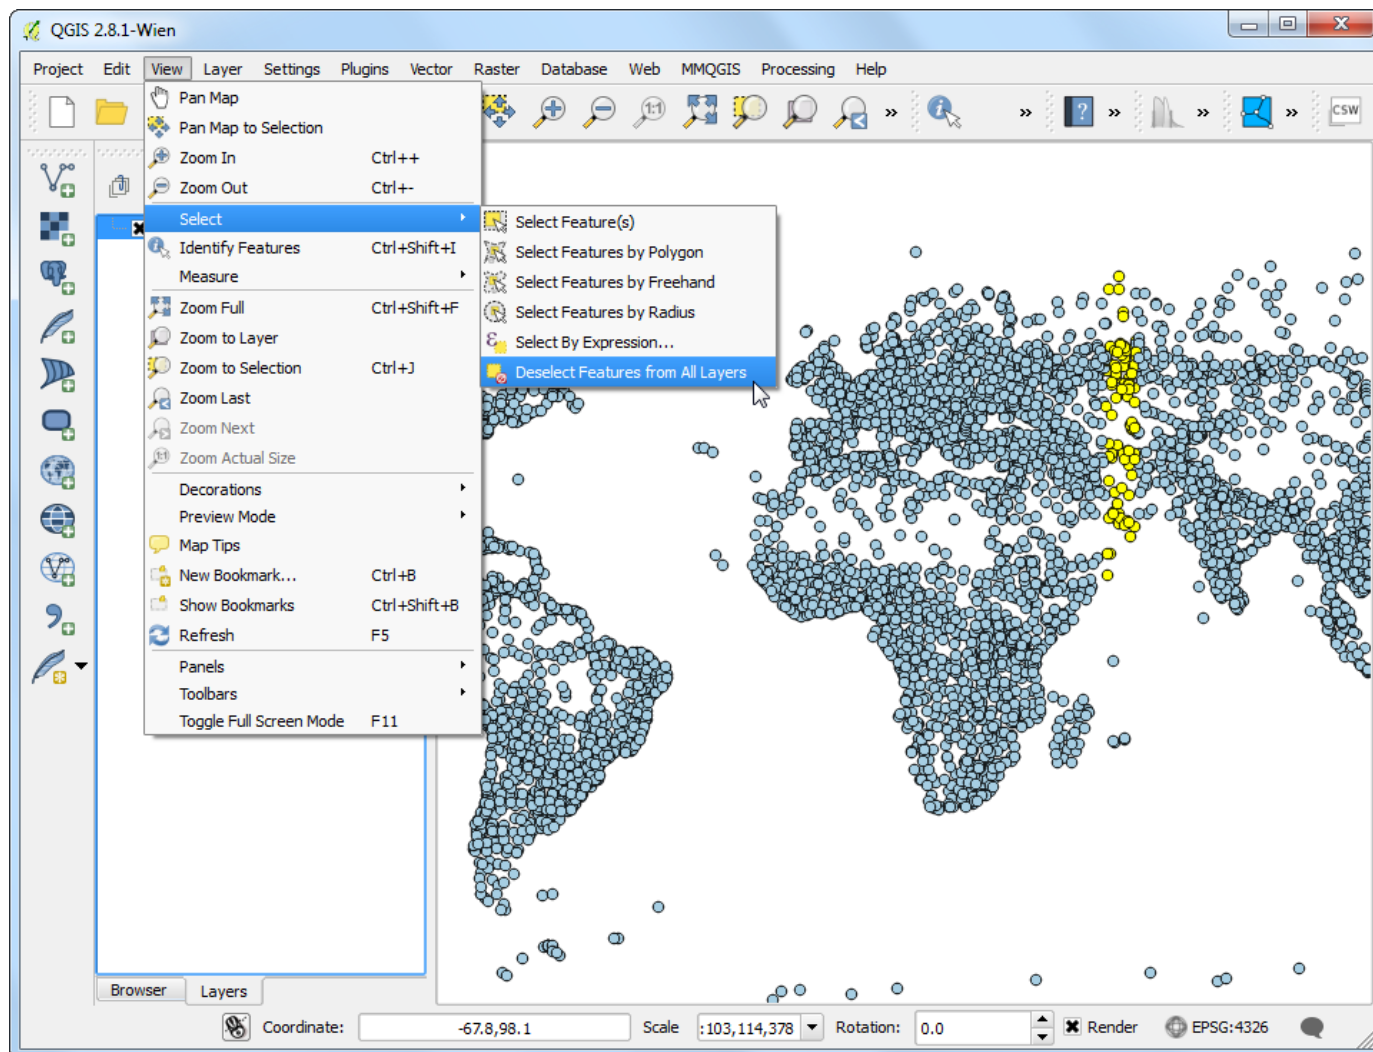 QGIS 2.8.1-Wien
Project Edit View Layer Settings Plugins Vector Raster Database Web MMQGIS Processing Help
Pan Map
Pan Map to Selection
Zoom In Ctrl++
Zoom Out Ctrl+-
Select
Identify Features Ctrl+Shift+I
Measure
Zoom Full Ctrl+Shift+F
Zoom to Layer
Zoom to Selection Ctrl+J
Zoom Last
Zoom Next
Zoom Actual Size
Decorations
Preview Mode
Map Tips
New Bookmark... Ctrl+B
Show Bookmarks Ctrl+Shift+B
Refresh F5
Panels
Toolbars
Toggle Full Screen Mode F11
Select Feature(s)
Select Features by Polygon
Select Features by Freehand
Select Features by Radius
Select By Expression...
Deselect Features from All Layers
1:1
CSW
Browser Layers
Coordinate: -67.8,98.1 Scale :103,114,378 Rotation: 0.0 Render EPSG:4326